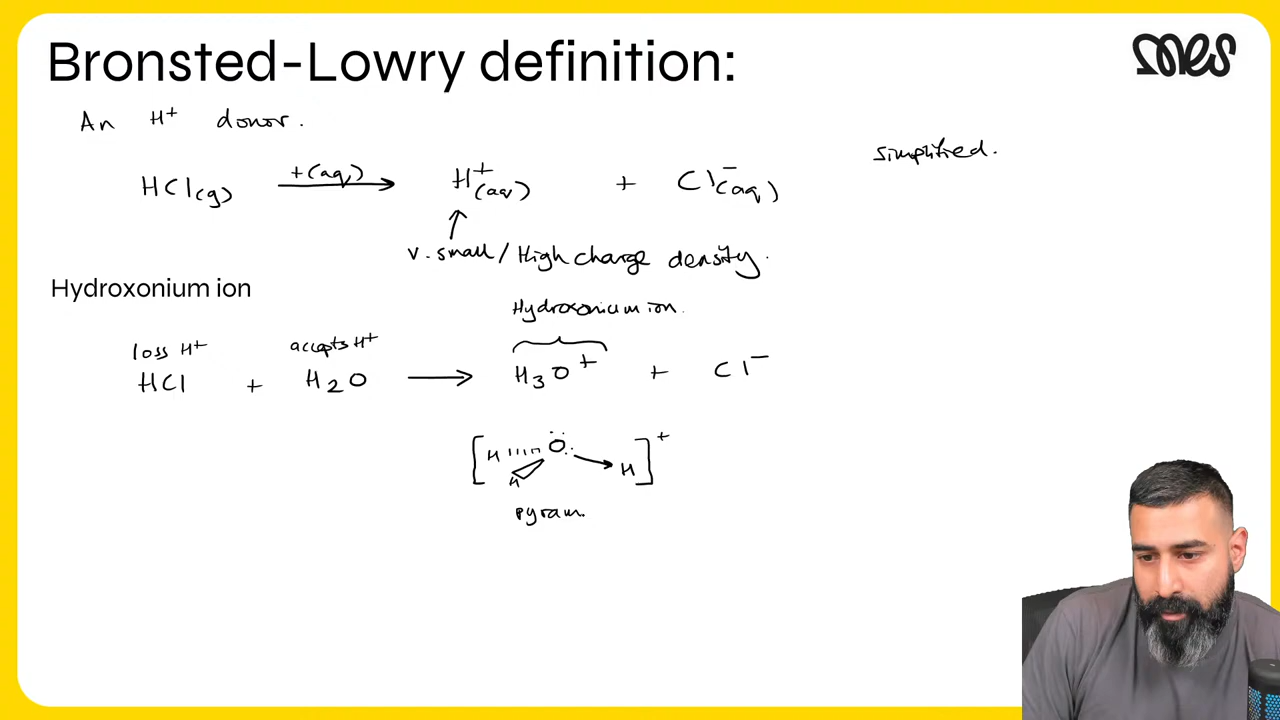 Bronsted-Lowry definition:
mes
An H⁺ donor.
simplified.
HCl(g) +(aq) → H⁺(aq) + Cl⁻(aq)
↑
v. small / High charge density.
Hydroxonium ion
Hydroxonium ion.
loss H⁺ accepts H⁺
HCl + H₂O → H₃O⁺ + Cl⁻
[H O H]⁺
H
pyram.